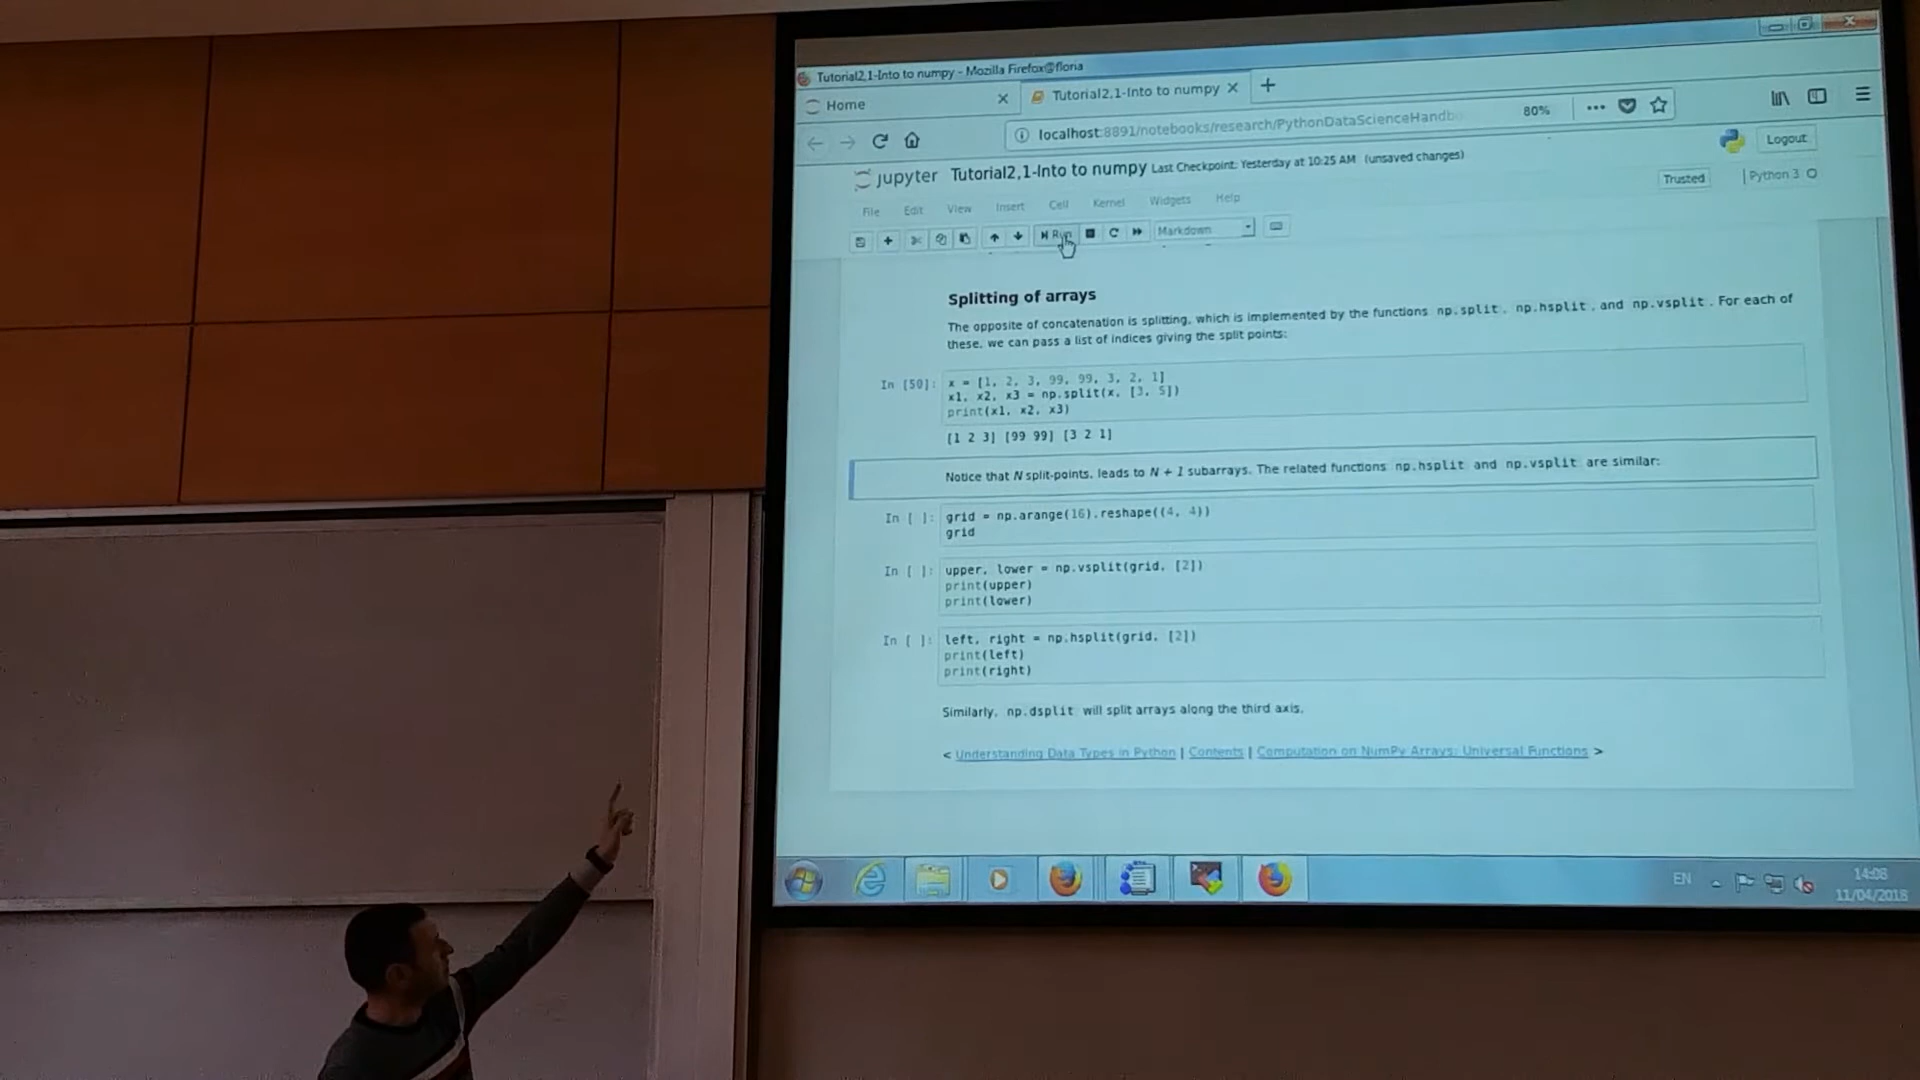 Tutorial2,1-Into to numpy - Mozilla Firefox@floria
Home
Tutorial2,1-Into to numpy
localhost:8891/notebooks/research/PythonDataScienceHandb
80%
jupyter Tutorial2,1-Into to numpy Last Checkpoint: Yesterday at 10:25 AM (unsaved changes)
Logout
File Edit View Insert Cell Kernel Widgets Help
Trusted
Python 3
Run
Markdown
Splitting of arrays
The opposite of concatenation is splitting, which is implemented by the functions np.split, np.hsplit, and np.vsplit. For each of
these, we can pass a list of indices giving the split points:
In [50]: x = [1, 2, 3, 99, 99, 3, 2, 1]
x1, x2, x3 = np.split(x, [3, 5])
print(x1, x2, x3)
[1 2 3] [99 99] [3 2 1]
Notice that N split-points, leads to N + 1 subarrays. The related functions np.hsplit and np.vsplit are similar:
In [ ]: grid = np.arange(16).reshape((4, 4))
grid
In [ ]: upper, lower = np.vsplit(grid, [2])
print(upper)
print(lower)
In [ ]: left, right = np.hsplit(grid, [2])
print(left)
print(right)
Similarly, np.dsplit will split arrays along the third axis.
< Understanding Data Types in Python | Contents | Computation on NumPy Arrays: Universal Functions >
EN
14:08
11/04/2018